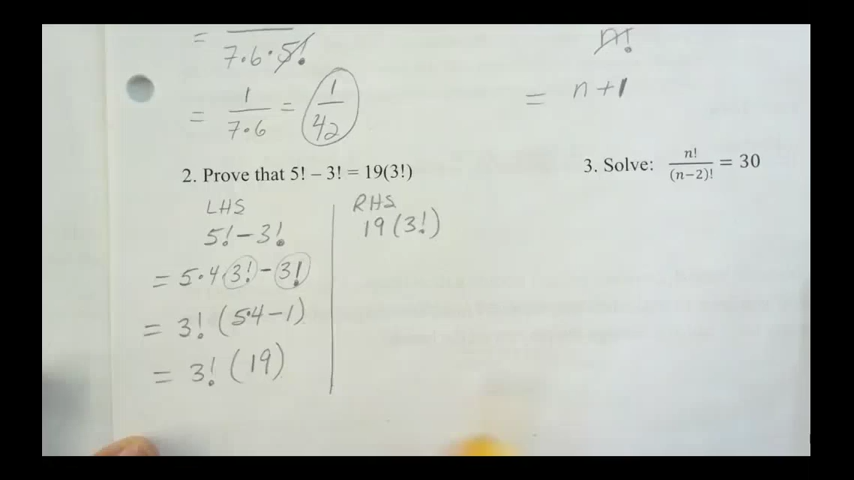 = 7·6·5!
= 1/7·6 = 1/42
n!
= n+1
2. Prove that 5! – 3! = 19(3!)
LHS
5!-3!
= 5·4(3!)-3!
= 3!(5·4-1)
= 3!(19)
RHS
19(3!)
3. Solve: n!/(n−2)! = 30